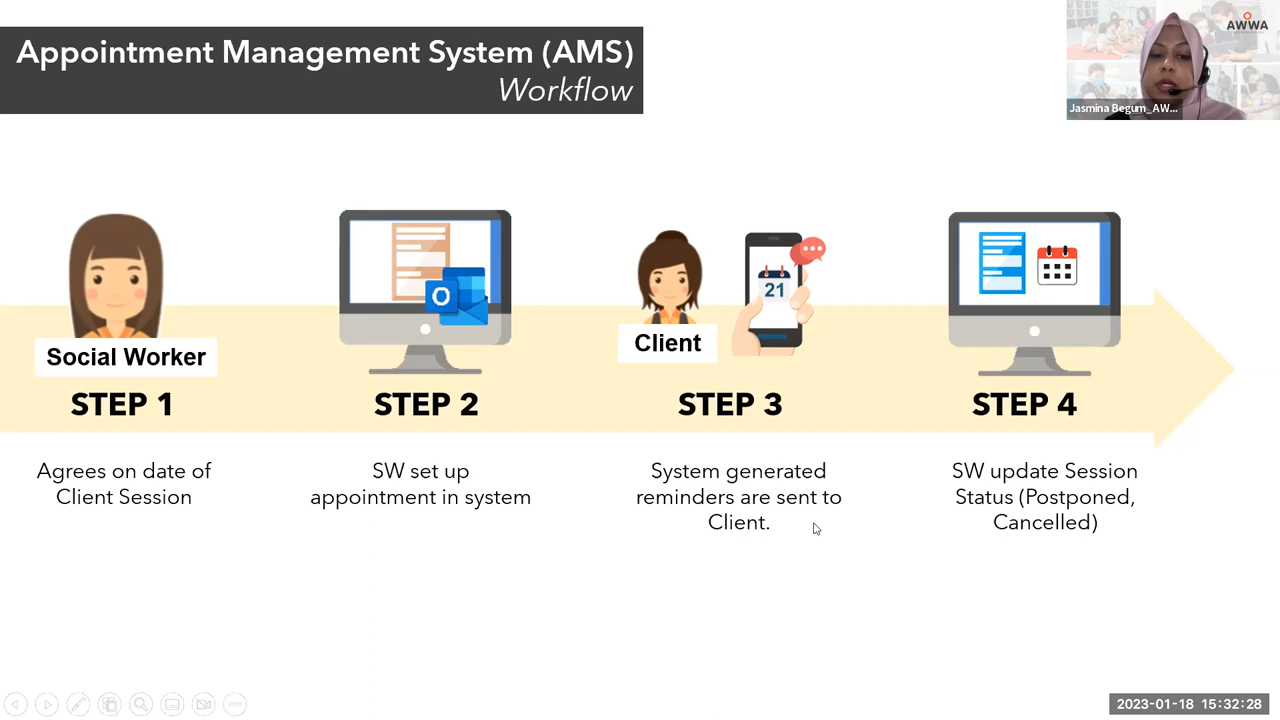 Appointment Management System (AMS)
Workflow
AWWA
Jasmina Begum_AW...
21
Social Worker
Client
STEP 1
STEP 2
STEP 3
STEP 4
Agrees on date of
Client Session
SW set up
appointment in system
System generated
reminders are sent to
Client.
SW update Session
Status (Postponed,
Cancelled)
2023-01-18 15:32:28